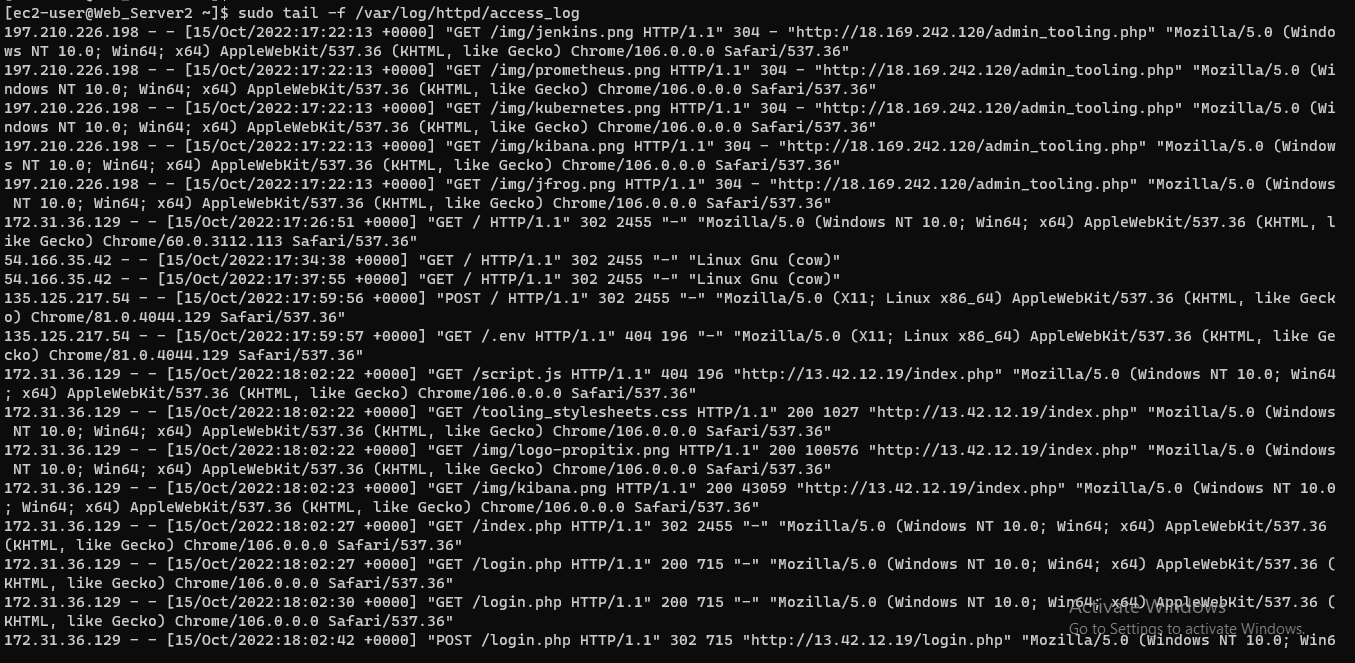 [ec2-user@Web_Server2 ~]$ sudo tail -f /var/log/httpd/access_log
197.210.226.198 - - [15/Oct/2022:17:22:13 +0000] "GET /img/jenkins.png HTTP/1.1" 304 - "http://18.169.242.120/admin_tooling.php" "Mozilla/5.0 (Windo
ws NT 10.0; Win64; x64) AppleWebKit/537.36 (KHTML, like Gecko) Chrome/106.0.0.0 Safari/537.36"
197.210.226.198 - - [15/Oct/2022:17:22:13 +0000] "GET /img/prometheus.png HTTP/1.1" 304 - "http://18.169.242.120/admin_tooling.php" "Mozilla/5.0 (Wi
ndows NT 10.0; Win64; x64) AppleWebKit/537.36 (KHTML, like Gecko) Chrome/106.0.0.0 Safari/537.36"
197.210.226.198 - - [15/Oct/2022:17:22:13 +0000] "GET /img/kubernetes.png HTTP/1.1" 304 - "http://18.169.242.120/admin_tooling.php" "Mozilla/5.0 (Wi
ndows NT 10.0; Win64; x64) AppleWebKit/537.36 (KHTML, like Gecko) Chrome/106.0.0.0 Safari/537.36"
197.210.226.198 - - [15/Oct/2022:17:22:13 +0000] "GET /img/kibana.png HTTP/1.1" 304 - "http://18.169.242.120/admin_tooling.php" "Mozilla/5.0 (Window
s NT 10.0; Win64; x64) AppleWebKit/537.36 (KHTML, like Gecko) Chrome/106.0.0.0 Safari/537.36"
197.210.226.198 - - [15/Oct/2022:17:22:13 +0000] "GET /img/jfrog.png HTTP/1.1" 304 - "http://18.169.242.120/admin_tooling.php" "Mozilla/5.0 (Windows
 NT 10.0; Win64; x64) AppleWebKit/537.36 (KHTML, like Gecko) Chrome/106.0.0.0 Safari/537.36"
172.31.36.129 - - [15/Oct/2022:17:26:51 +0000] "GET / HTTP/1.1" 302 2455 "-" "Mozilla/5.0 (Windows NT 10.0; Win64; x64) AppleWebKit/537.36 (KHTML, l
ike Gecko) Chrome/60.0.3112.113 Safari/537.36"
54.166.35.42 - - [15/Oct/2022:17:34:38 +0000] "GET / HTTP/1.1" 302 2455 "-" "Linux Gnu (cow)"
54.166.35.42 - - [15/Oct/2022:17:37:55 +0000] "GET / HTTP/1.1" 302 2455 "-" "Linux Gnu (cow)"
135.125.217.54 - - [15/Oct/2022:17:59:56 +0000] "POST / HTTP/1.1" 302 2455 "-" "Mozilla/5.0 (X11; Linux x86_64) AppleWebKit/537.36 (KHTML, like Geck
o) Chrome/81.0.4044.129 Safari/537.36"
135.125.217.54 - - [15/Oct/2022:17:59:57 +0000] "GET /.env HTTP/1.1" 404 196 "-" "Mozilla/5.0 (X11; Linux x86_64) AppleWebKit/537.36 (KHTML, like Ge
cko) Chrome/81.0.4044.129 Safari/537.36"
172.31.36.129 - - [15/Oct/2022:18:02:22 +0000] "GET /script.js HTTP/1.1" 404 196 "http://13.42.12.19/index.php" "Mozilla/5.0 (Windows NT 10.0; Win64
; x64) AppleWebKit/537.36 (KHTML, like Gecko) Chrome/106.0.0.0 Safari/537.36"
172.31.36.129 - - [15/Oct/2022:18:02:22 +0000] "GET /tooling_stylesheets.css HTTP/1.1" 200 1027 "http://13.42.12.19/index.php" "Mozilla/5.0 (Windows
 NT 10.0; Win64; x64) AppleWebKit/537.36 (KHTML, like Gecko) Chrome/106.0.0.0 Safari/537.36"
172.31.36.129 - - [15/Oct/2022:18:02:22 +0000] "GET /img/logo-propitix.png HTTP/1.1" 200 100576 "http://13.42.12.19/index.php" "Mozilla/5.0 (Windows
 NT 10.0; Win64; x64) AppleWebKit/537.36 (KHTML, like Gecko) Chrome/106.0.0.0 Safari/537.36"
172.31.36.129 - - [15/Oct/2022:18:02:23 +0000] "GET /img/kibana.png HTTP/1.1" 200 43059 "http://13.42.12.19/index.php" "Mozilla/5.0 (Windows NT 10.0
; Win64; x64) AppleWebKit/537.36 (KHTML, like Gecko) Chrome/106.0.0.0 Safari/537.36"
172.31.36.129 - - [15/Oct/2022:18:02:27 +0000] "GET /index.php HTTP/1.1" 302 2455 "-" "Mozilla/5.0 (Windows NT 10.0; Win64; x64) AppleWebKit/537.36
(KHTML, like Gecko) Chrome/106.0.0.0 Safari/537.36"
172.31.36.129 - - [15/Oct/2022:18:02:27 +0000] "GET /login.php HTTP/1.1" 200 715 "-" "Mozilla/5.0 (Windows NT 10.0; Win64; x64) AppleWebKit/537.36 (
KHTML, like Gecko) Chrome/106.0.0.0 Safari/537.36"
172.31.36.129 - - [15/Oct/2022:18:02:30 +0000] "GET /login.php HTTP/1.1" 200 715 "-" "Mozilla/5.0 (Windows NT 10.0; Win64; x64) AppleWebKit/537.36 (
KHTML, like Gecko) Chrome/106.0.0.0 Safari/537.36"
172.31.36.129 - - [15/Oct/2022:18:02:42 +0000] "POST /login.php HTTP/1.1" 302 715 "http://13.42.12.19/login.php" "Mozilla/5.0 (Windows NT 10.0; Win6
Activate Windows
Go to Settings to activate Windows.